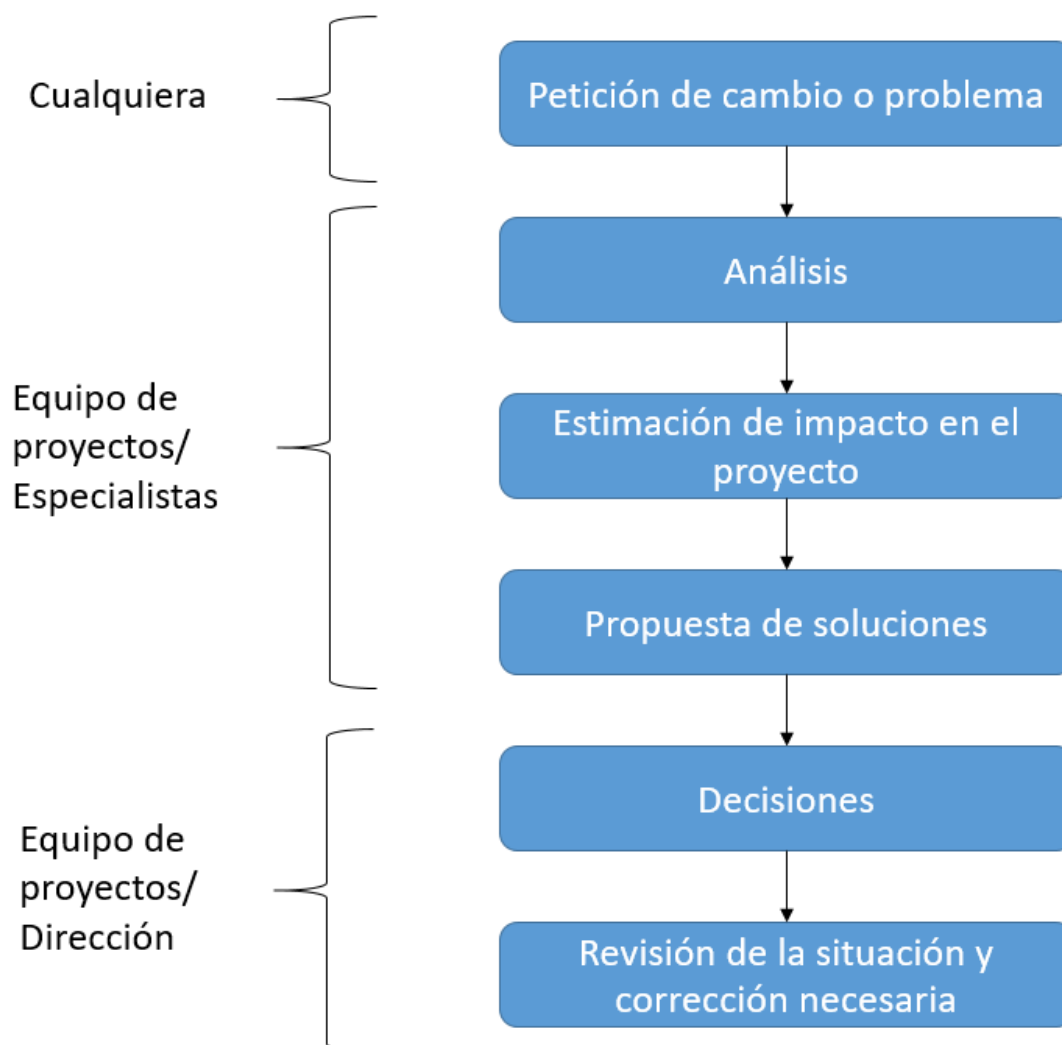 Cualquiera
Petición de cambio o problema
Análisis
Equipo de
proyectos/
Especialistas
Estimación de impacto en el
proyecto
Propuesta de soluciones
Equipo de
proyectos/
Dirección
Decisiones
Revisión de la situación y
corrección necesaria